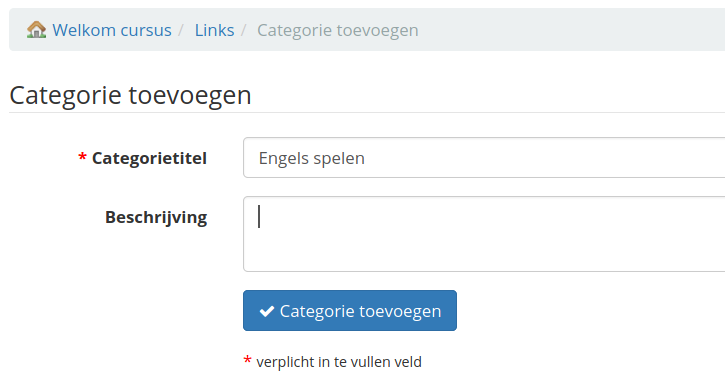 Welkom cursus / Links / Categorie toevoegen
Categorie toevoegen
* Categorietitel Engels spelen
Beschrijving
Categorie toevoegen
* verplicht in te vullen veld